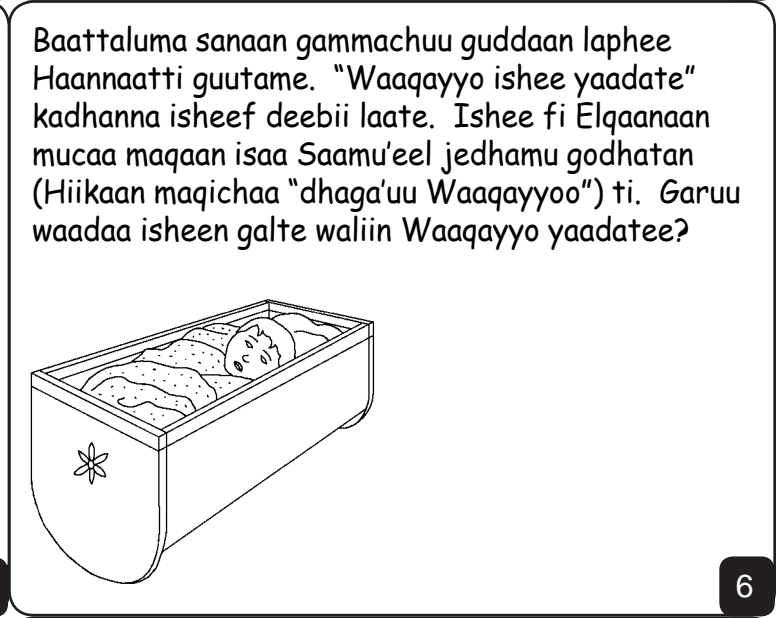 Baattaluma sanaan gammachuu guddaan laphee
Haannaatti guutame.  “Waaqayyo ishee yaadate”
kadhanna isheef deebii laate.  Ishee fi Elqaanaan
mucaa maqaan isaa Saamu’eel jedhamu godhatan
(Hiikaan maqichaa “dhaga’uu Waaqayyoo”) ti.  Garuu
waadaa isheen galte waliin Waaqayyo yaadatee?
6